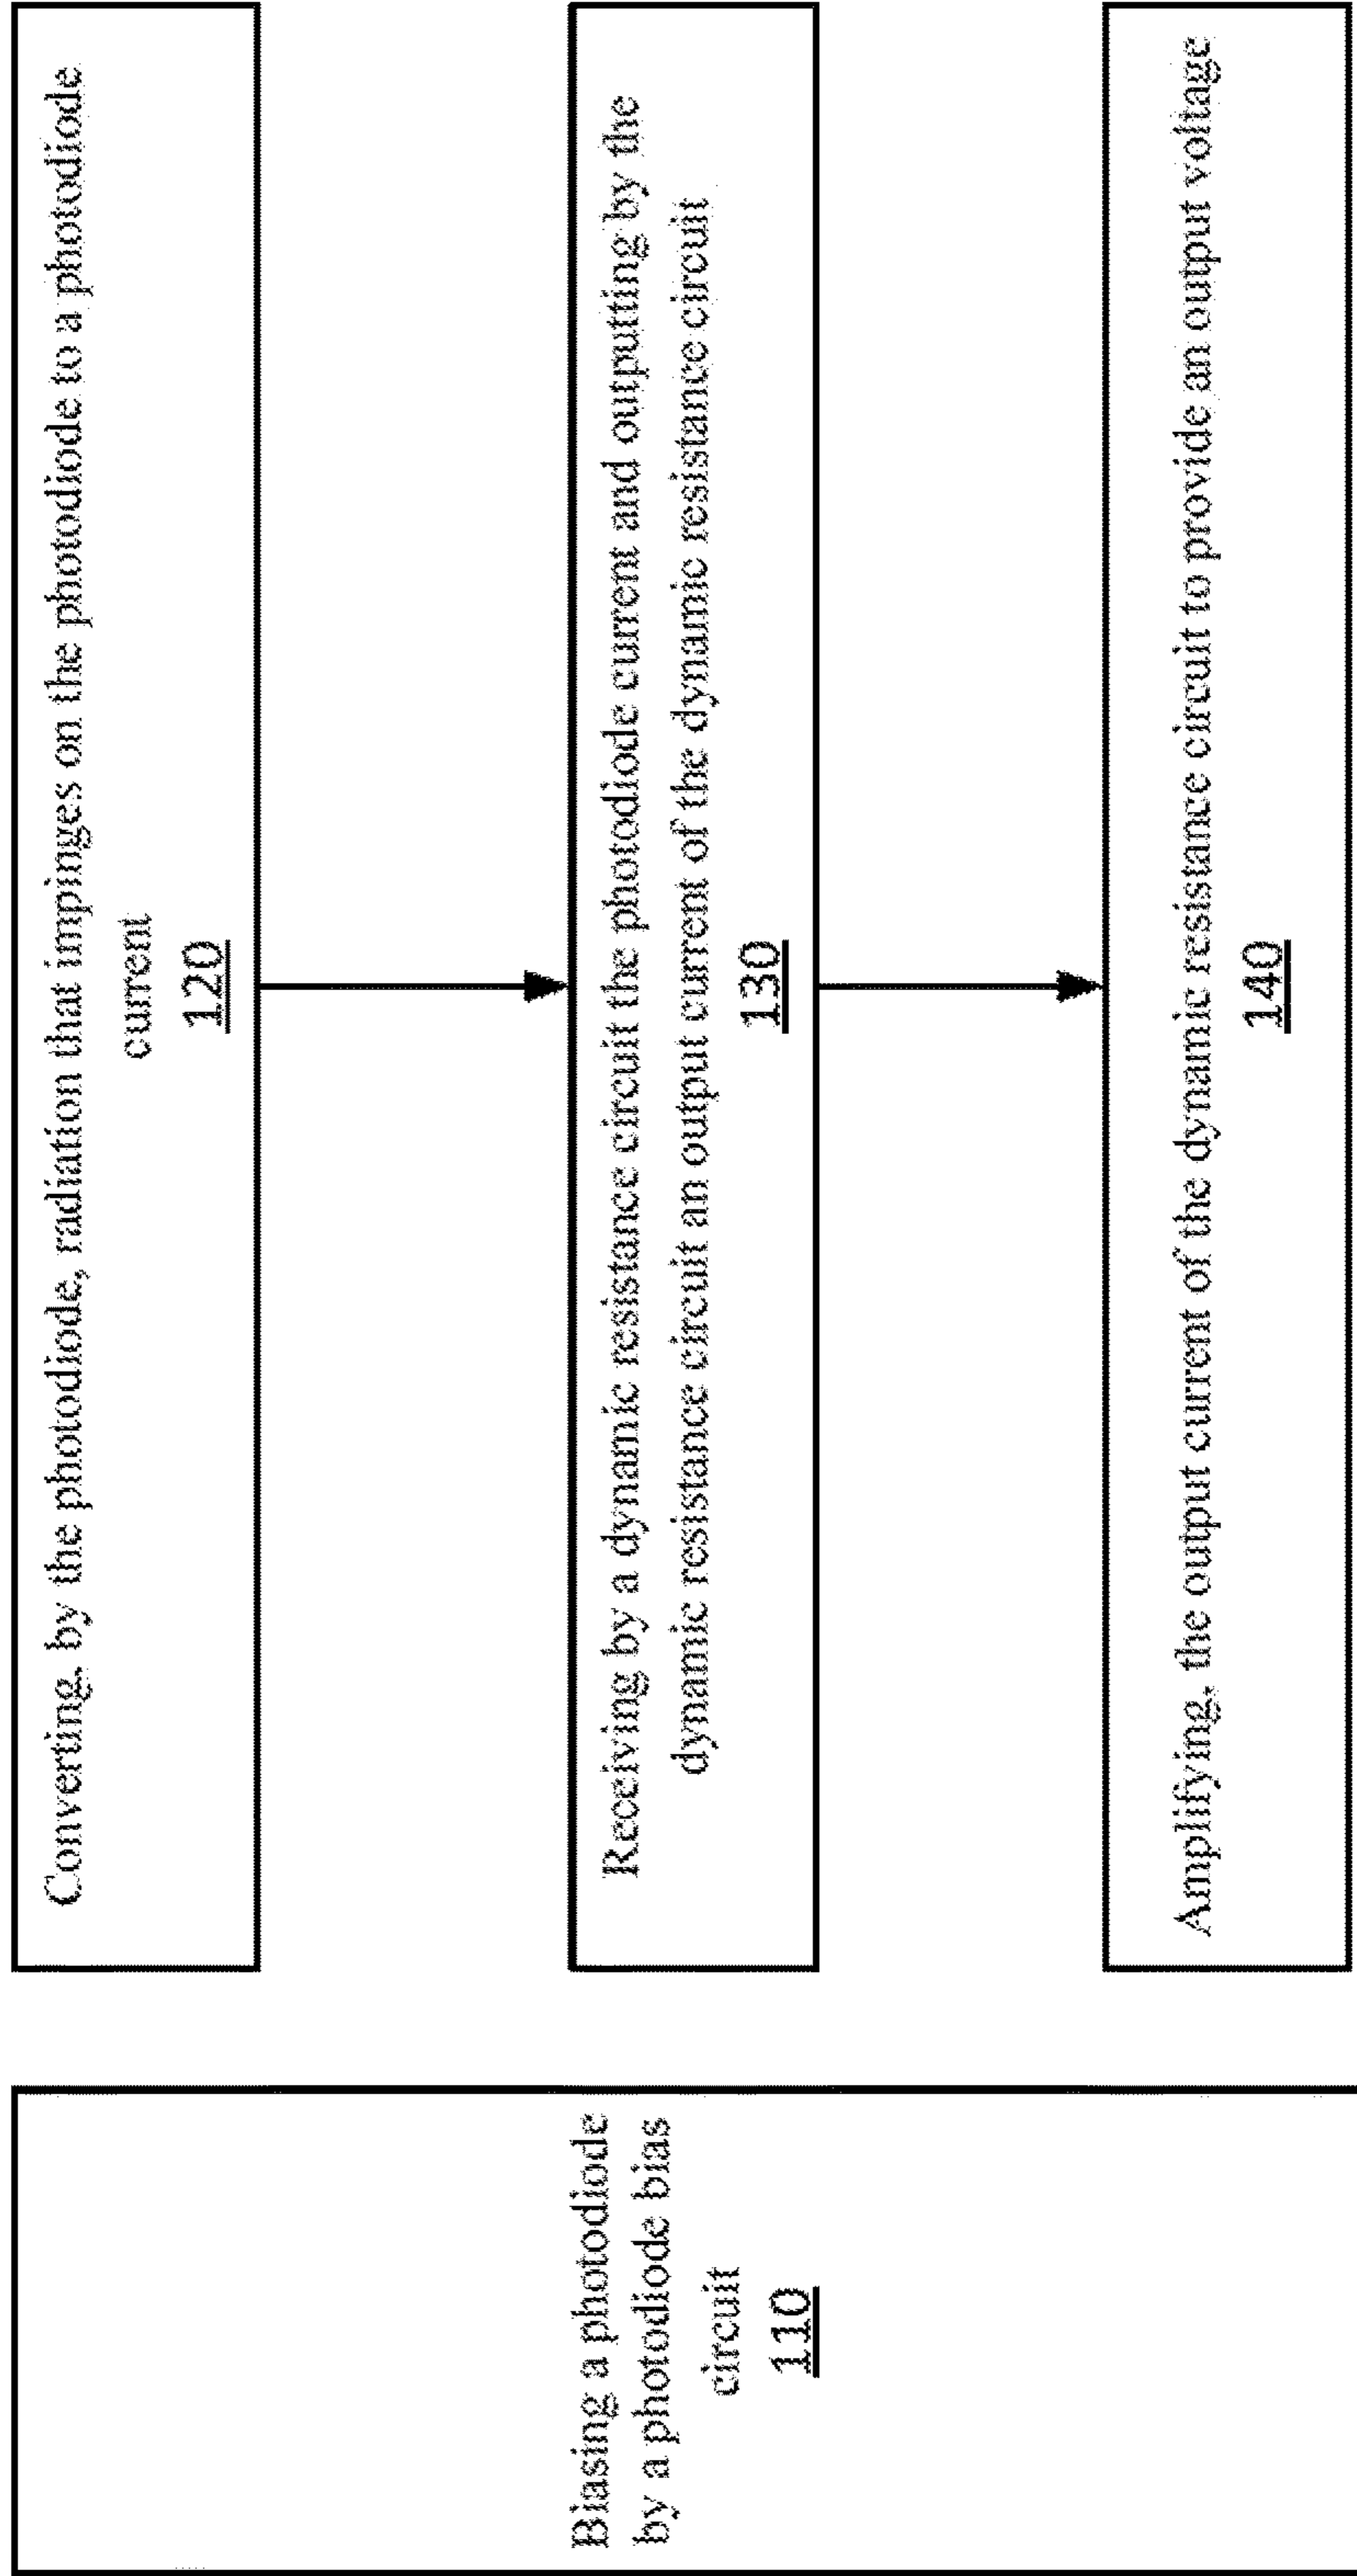 Biasing a photodiode
by a photodiode bias
circuit
110
Converting, by the photodiode, radiation that impinges on the photodiode to a photodiode
current
120
Receiving by a dynamic resistance circuit the photodiode current and outputting by the
dynamic resistance circuit an output current of the dynamic resistance circuit
130
Amplifying, the output current of the dynamic resistance circuit to provide an output voltage
140